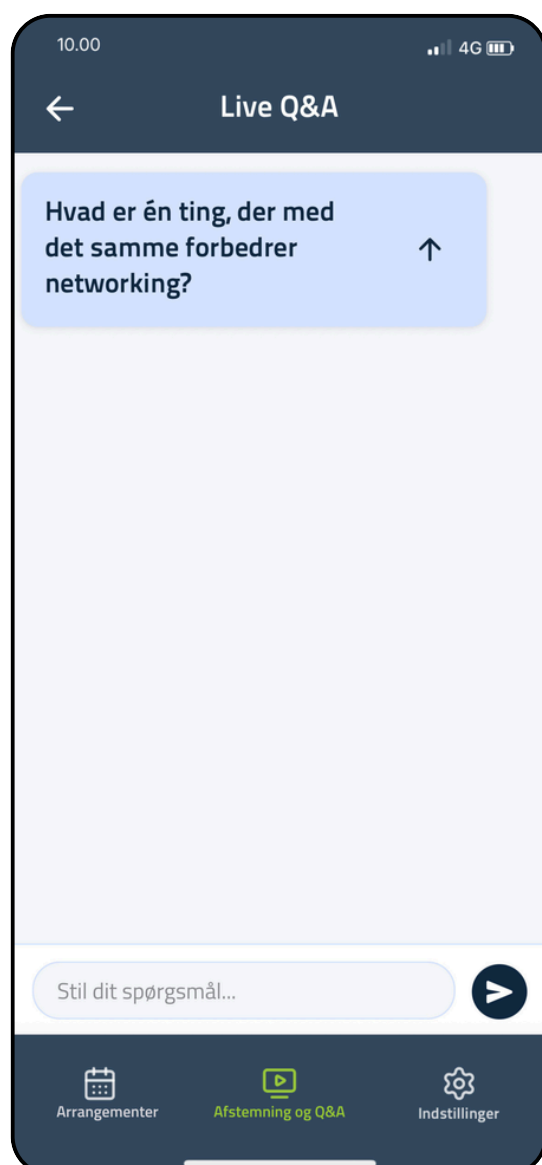 10.00
4G
Live Q&A
Hvad er én ting, der med
det samme forbedrer
networking?
Stil dit spørgsmål...
Arrangementer
Afstemning og Q&A
Indstillinger